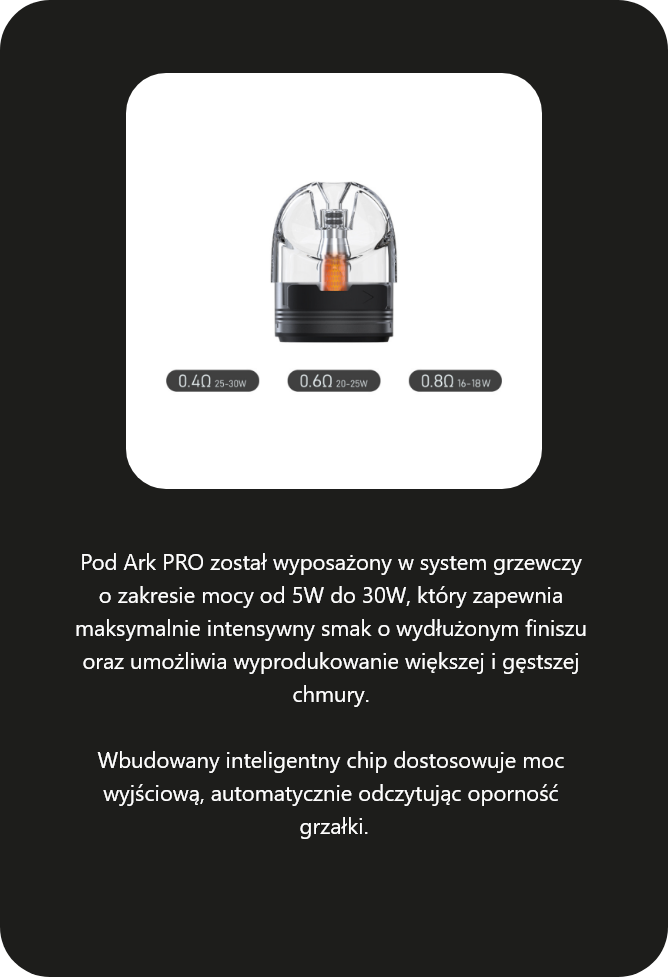 0.4Ω 25-30W 0.6Ω 20-25W 0.8Ω 16-18W
Pod Ark PRO został wyposażony w system grzewczy
o zakresie mocy od 5W do 30W, który zapewnia
maksymalnie intensywny smak o wydłużonym finiszu
oraz umożliwia wyprodukowanie większej i gęstszej
chmury.
Wbudowany inteligentny chip dostosowuje moc
wyjściową, automatycznie odczytując oporność
grzałki.